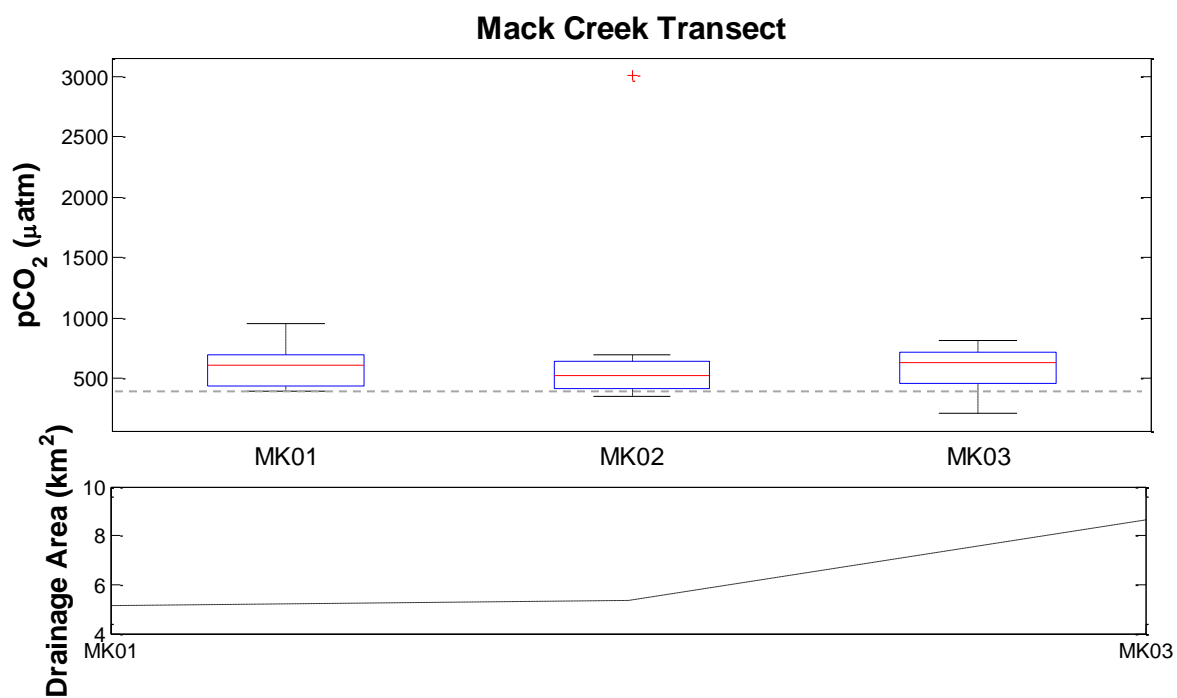 Mack Creek Transect
pCO2 (µatm)
3000
2500
2000
1500
1000
500
MK01 MK02 MK03
Drainage Area (km2)
10
8
6
4
MK01 MK03